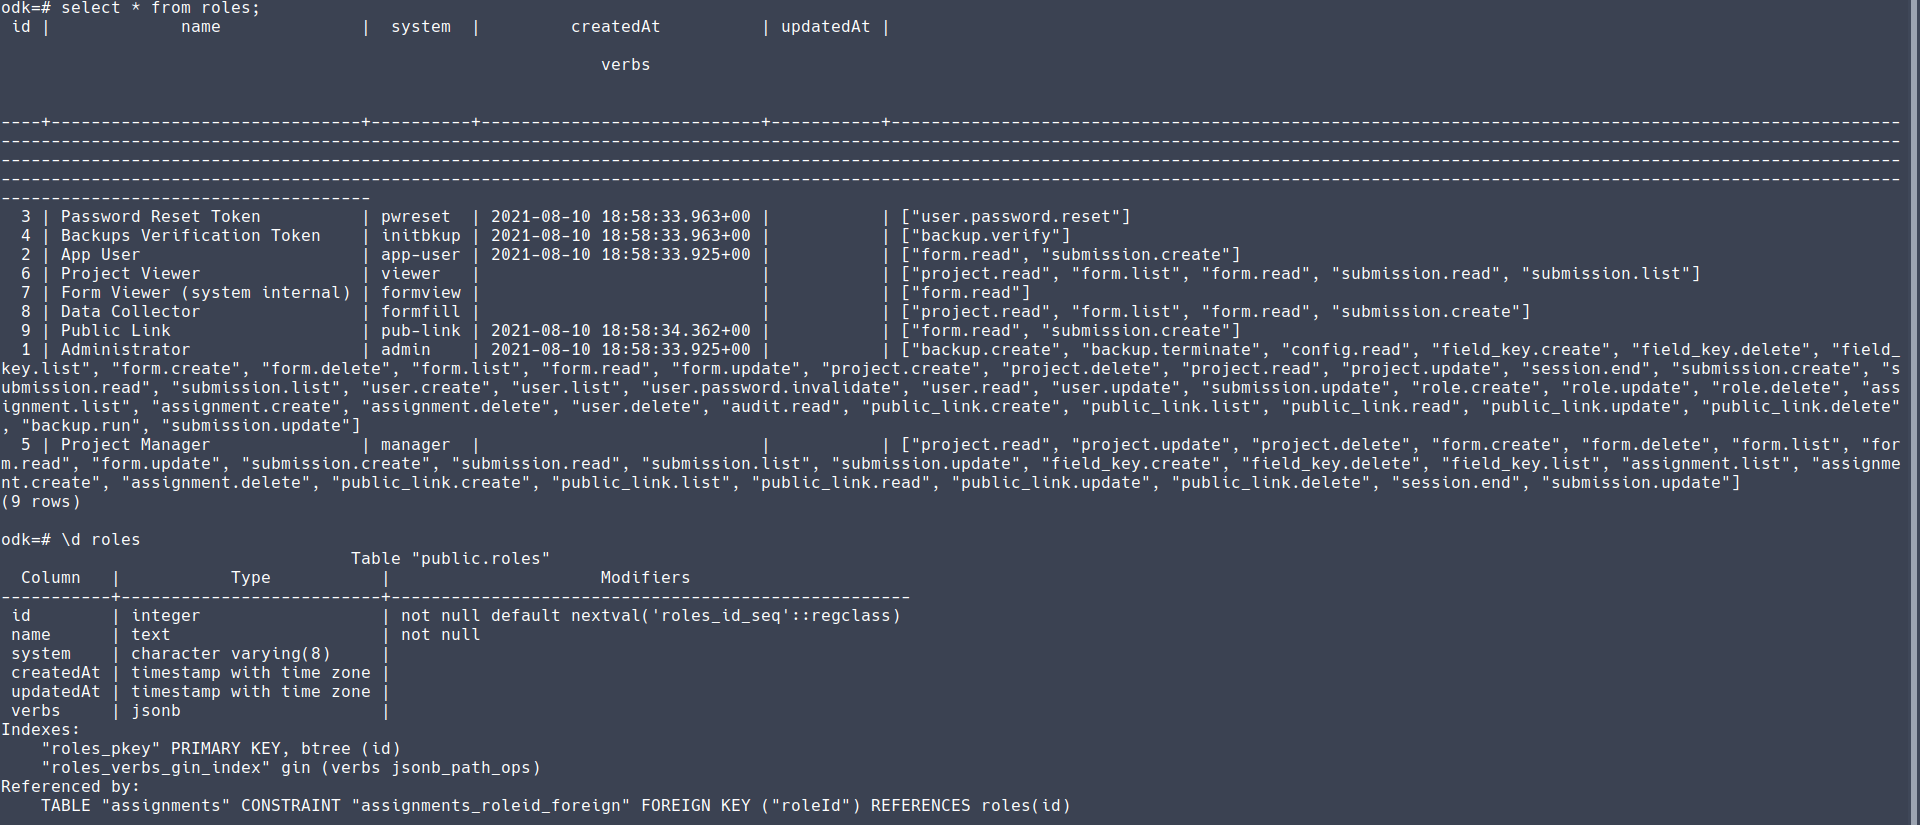 odk=# select * from roles;
 id |             name              |  system  |         createdAt          | updatedAt |
                                                            verbs
----+-------------------------------+----------+----------------------------+-----------+-----------------------------------------------------------------------------------------------------
----------------------------------------------------------------------------------------------------------------------------------------------------------------------------------------------
----------------------------------------------------------------------------------------------------------------------------------------------------------------------------------------------
----------------------------------------------------------------------------------------------------------------------------------------------------------------------------------------------
-------------------------------------
  3 | Password Reset Token          | pwreset  | 2021-08-10 18:58:33.963+00 |           | ["user.password.reset"]
  4 | Backups Verification Token    | initbkup | 2021-08-10 18:58:33.963+00 |           | ["backup.verify"]
  2 | App User                      | app-user | 2021-08-10 18:58:33.925+00 |           | ["form.read", "submission.create"]
  6 | Project Viewer                | viewer   |                            |           | ["project.read", "form.list", "form.read", "submission.read", "submission.list"]
  7 | Form Viewer (system internal) | formview |                            |           | ["form.read"]
  8 | Data Collector                | formfill |                            |           | ["project.read", "form.list", "form.read", "submission.create"]
  9 | Public Link                   | pub-link | 2021-08-10 18:58:34.362+00 |           | ["form.read", "submission.create"]
  1 | Administrator                 | admin    | 2021-08-10 18:58:33.925+00 |           | ["backup.create", "backup.terminate", "config.read", "field_key.create", "field_key.delete", "field_
key.list", "form.create", "form.delete", "form.list", "form.read", "form.update", "project.create", "project.delete", "project.read", "project.update", "session.end", "submission.create", "s
ubmission.read", "submission.list", "user.create", "user.list", "user.password.invalidate", "user.read", "user.update", "submission.update", "role.create", "role.update", "role.delete", "ass
ignment.list", "assignment.create", "assignment.delete", "user.delete", "audit.read", "public_link.create", "public_link.list", "public_link.read", "public_link.update", "public_link.delete"
, "backup.run", "submission.update"]
  5 | Project Manager               | manager  |                            |           | ["project.read", "project.update", "project.delete", "form.create", "form.delete", "form.list", "for
m.read", "form.update", "submission.create", "submission.read", "submission.list", "submission.update", "field_key.create", "field_key.delete", "field_key.list", "assignment.list", "assignme
nt.create", "assignment.delete", "public_link.create", "public_link.list", "public_link.read", "public_link.update", "public_link.delete", "session.end", "submission.update"]
(9 rows)
odk=# \d roles
                                   Table "public.roles"
  Column   |           Type           |                     Modifiers
-----------+--------------------------+----------------------------------------------------
 id        | integer                  | not null default nextval('roles_id_seq'::regclass)
 name      | text                     | not null
 system    | character varying(8)     |
 createdAt | timestamp with time zone |
 updatedAt | timestamp with time zone |
 verbs     | jsonb                    |
Indexes:
    "roles_pkey" PRIMARY KEY, btree (id)
    "roles_verbs_gin_index" gin (verbs jsonb_path_ops)
Referenced by:
    TABLE "assignments" CONSTRAINT "assignments_roleid_foreign" FOREIGN KEY ("roleId") REFERENCES roles(id)